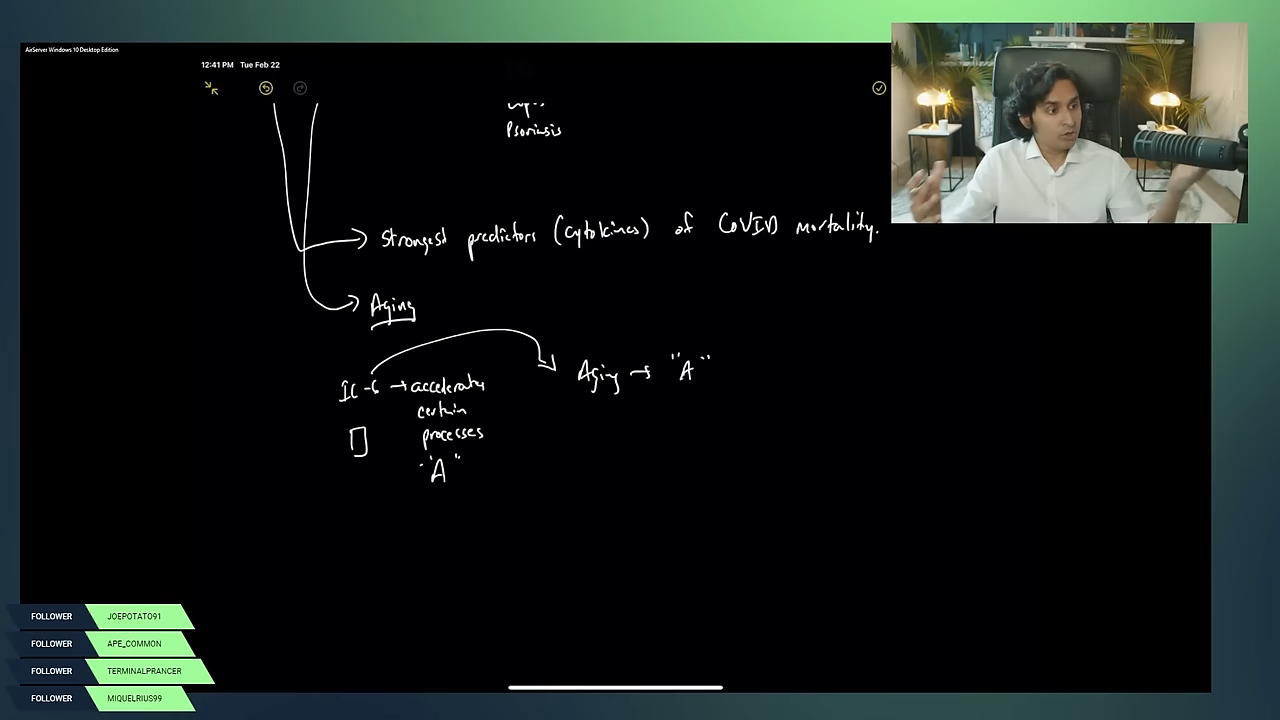 AirServer Windows 10 Desktop Edition
12:41 PM Tue Feb 22
Psoriasis
Strongest predictors (cytokines) of COVID mortality.
Aging
IL-6 → accelerates
certain
processes
"A"
Aging → "A"
FOLLOWER JOEPOTATO91
FOLLOWER APE_COMMON
FOLLOWER TERMINALPRANCER
FOLLOWER MIQUELRIUS99